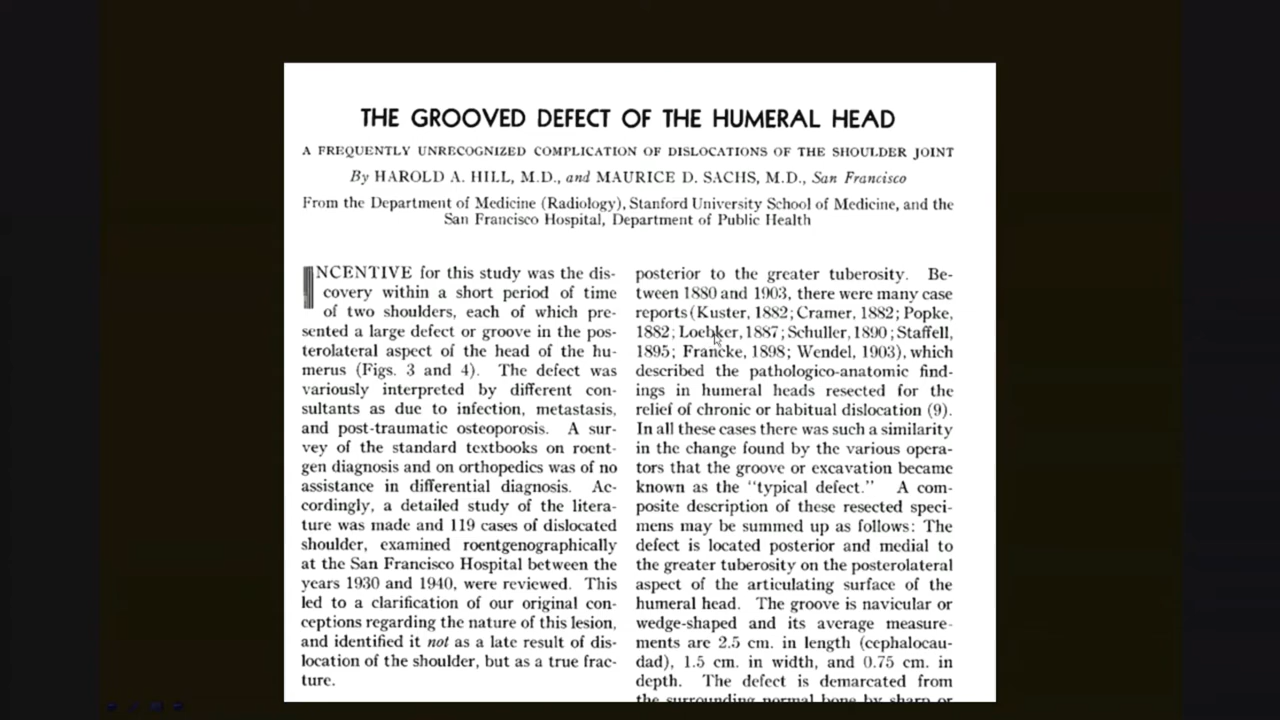 THE GROOVED DEFECT OF THE HUMERAL HEAD
A FREQUENTLY UNRECOGNIZED COMPLICATION OF DISLOCATIONS OF THE SHOULDER JOINT
By HAROLD A. HILL, M.D., and MAURICE D. SACHS, M.D., San Francisco
From the Department of Medicine (Radiology), Stanford University School of Medicine, and the
San Francisco Hospital, Department of Public Health
INCENTIVE for this study was the dis-
covery within a short period of time
of two shoulders, each of which pre-
sented a large defect or groove in the pos-
terolateral aspect of the head of the hu-
merus (Figs. 3 and 4). The defect was
variously interpreted by different con-
sultants as due to infection, metastasis,
and post-traumatic osteoporosis. A sur-
vey of the standard textbooks on roent-
gen diagnosis and on orthopedics was of no
assistance in differential diagnosis. Ac-
cordingly, a detailed study of the litera-
ture was made and 119 cases of dislocated
shoulder, examined roentgenographically
at the San Francisco Hospital between the
years 1930 and 1940, were reviewed. This
led to a clarification of our original con-
ceptions regarding the nature of this lesion,
and identified it not as a late result of dis-
location of the shoulder, but as a true frac-
ture.
posterior to the greater tuberosity. Be-
tween 1880 and 1903, there were many case
reports (Kuster, 1882; Cramer, 1882; Popke,
1882; Loebker, 1887; Schuller, 1890; Staffell,
1895; Francke, 1898; Wendel, 1903), which
described the pathologico-anatomic find-
ings in humeral heads resected for the
relief of chronic or habitual dislocation (9).
In all these cases there was such a similarity
in the change found by the various opera-
tors that the groove or excavation became
known as the "typical defect." A com-
posite description of these resected speci-
mens may be summed up as follows: The
defect is located posterior and medial to
the greater tuberosity on the posterolateral
aspect of the articulating surface of the
humeral head. The groove is navicular or
wedge-shaped and its average measure-
ments are 2.5 cm. in length (cephalocau-
dad), 1.5 cm. in width, and 0.75 cm. in
depth. The defect is demarcated from
the surrounding normal bone by sharp or